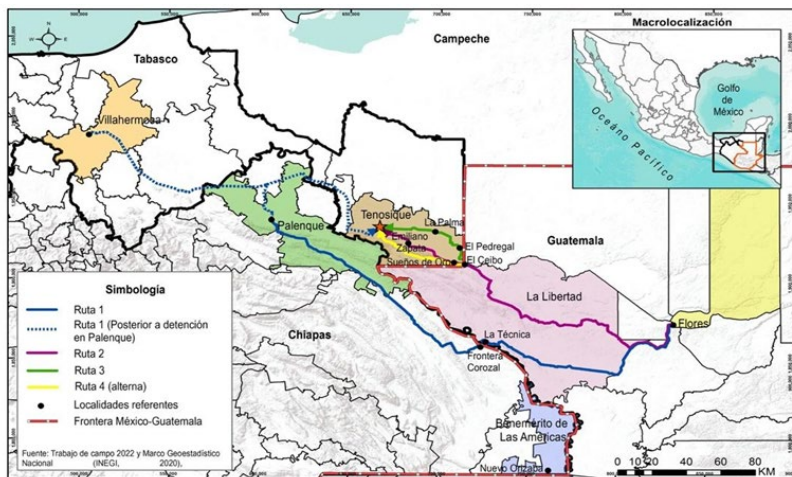 Macrolocalización
Golfo
de
México
Océano Pacífico
Campeche
Tabasco
Villahermosa
Palenque
Tenosique
La Palma
Emiliano
Zapata
El Pedregal
Sueños de Oro
El Ceibo
Guatemala
La Libertad
Flores
La Técnica
Frontera
Corozal
Chiapas
Benemérito de
Las Américas
Nuevo Orizaba
Simbología
Ruta 1
Ruta 1 (Posterior a detención
en Palenque)
Ruta 2
Ruta 3
Ruta 4 (alterna)
Localidades referentes
Frontera México-Guatemala
Fuente: Trabajo de campo 2022 y Marco Geoestadístico
Nacional (INEGI, 2020),
0 10 20 40 60 80
KM